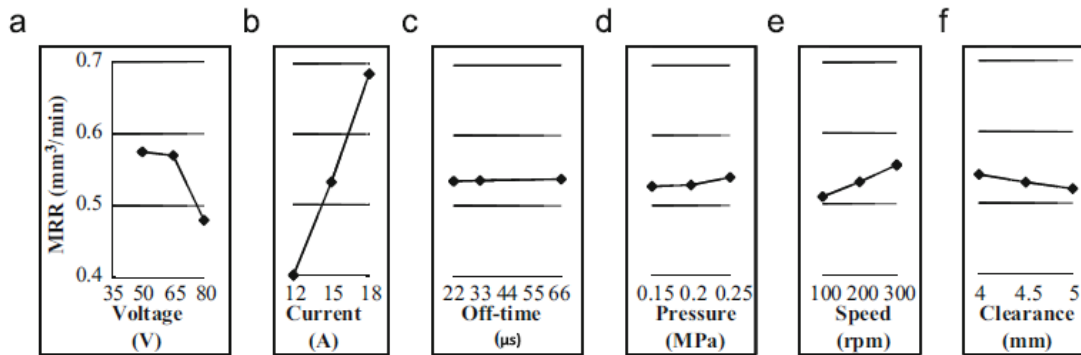 a b c d e f
MRR (mm³/min)
0.7
0.6
0.5
0.4
35 50 65 80 12 15 18 22 33 44 55 66 0.15 0.2 0.25 100 200 300 4 4.5 5
Voltage Current Off-time Pressure Speed Clearance
(V) (A) (µs) (MPa) (rpm) (mm)